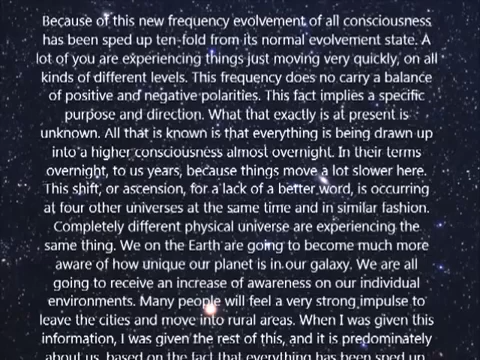 Because of this new frequency evolvement of all consciousness
has been sped up ten-fold from its normal evolvement state. A
lot of you are experiencing things just moving very quickly, on all
kinds of different levels. This frequency does no carry a balance
of positive and negative polarities. This fact implies a specific
purpose and direction. What that exactly is at present is
unknown. All that is known is that everything is being drawn up
into a higher consciousness almost overnight. In their terms
overnight, to us years, because things move a lot slower here.
This shift, or ascension, for a lack of a better word, is occurring
at four other universes at the same time and in similar fashion.
Completely different physical universe are experiencing the
same thing. We on the Earth are going to become much more
aware of how unique our planet is in our galaxy. We are all
going to receive an increase of awareness on our individual
environments. Many people will feel a very strong impulse to
leave the cities and move into rural areas. When I was given this
information, I was given the rest of this, and it is predominately
about us, based on the fact that everything has been sped up